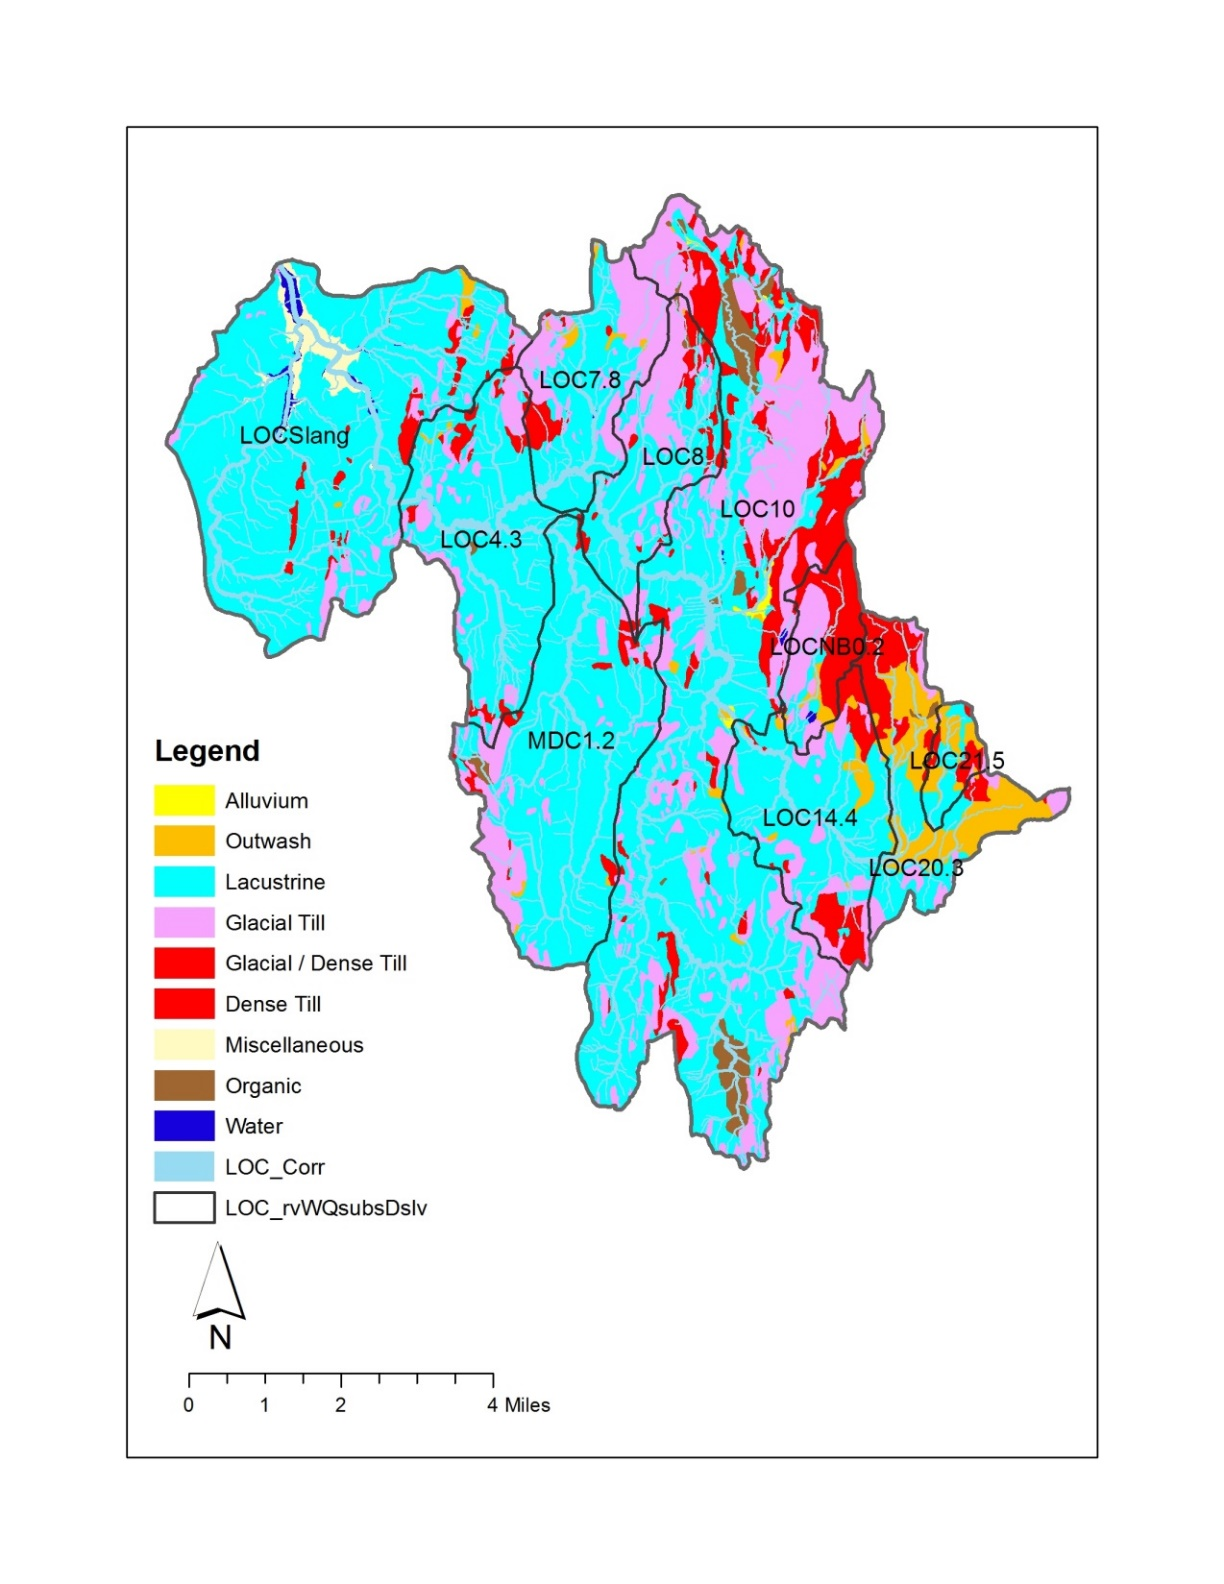 LOC7.8
LOCSlang
LOC8
LOC10
LOC4.3
LOCNB0.2
MDC1.2
LOC21.5
LOC14.4
LOC20.3
Legend
Alluvium
Outwash
Lacustrine
Glacial Till
Glacial / Dense Till
Dense Till
Miscellaneous
Organic
Water
LOC_Corr
LOC_rvWQsubsDslv
N
0 1 2 4 Miles